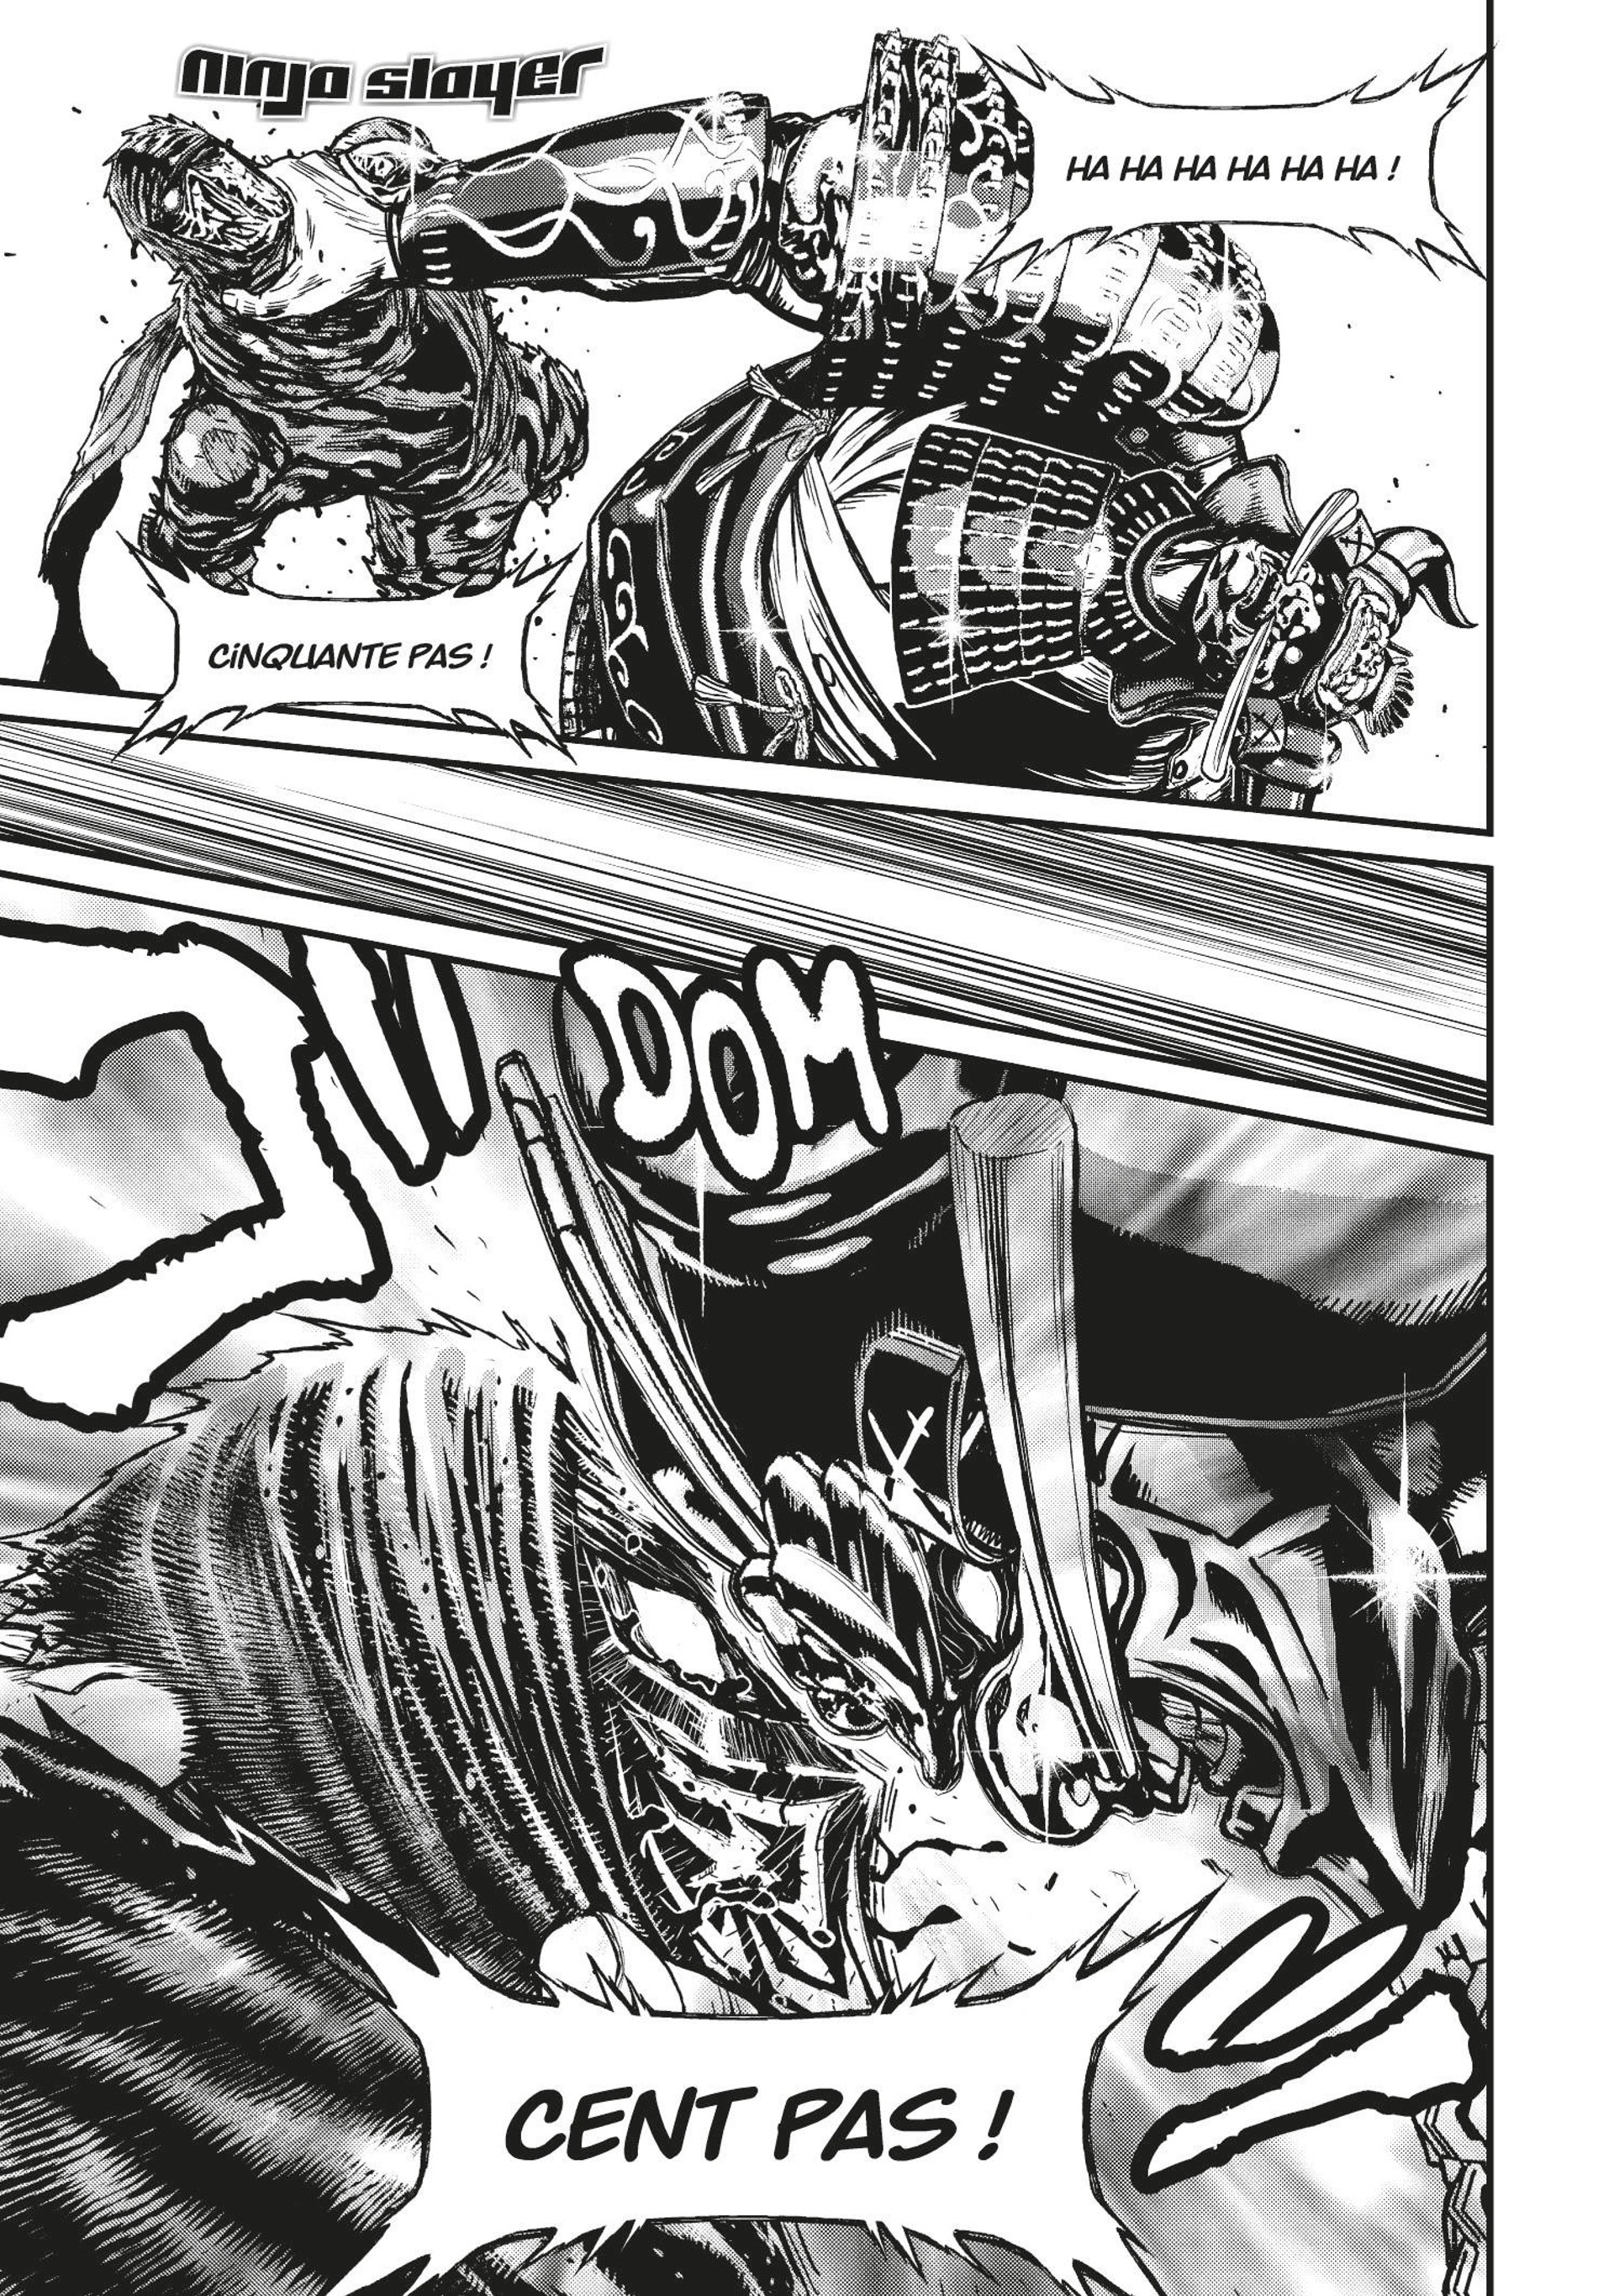 ninja slayer
HA HA HA HA HA HA !
CINQUANTE PAS !
DOM
CENT PAS !